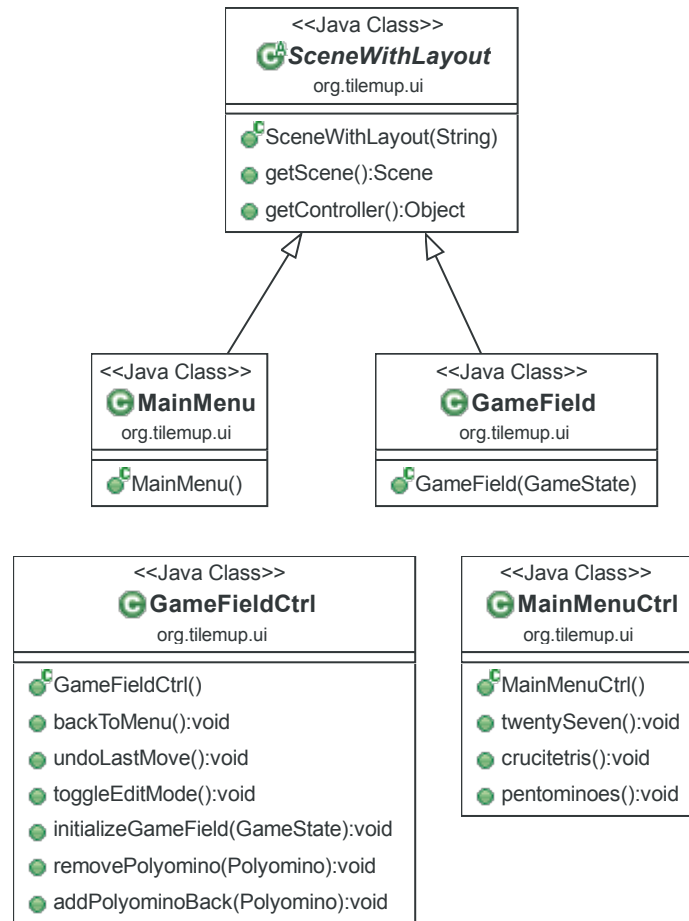 <<Java Class>>
SceneWithLayout
org.tilemup.ui
SceneWithLayout(String)
getScene():Scene
getController():Object
<<Java Class>>
MainMenu
org.tilemup.ui
MainMenu()
<<Java Class>>
GameField
org.tilemup.ui
GameField(GameState)
<<Java Class>>
GameFieldCtrl
org.tilemup.ui
GameFieldCtrl()
backToMenu():void
undoLastMove():void
toggleEditMode():void
initializeGameField(GameState):void
removePolyomino(Polyomino):void
addPolyominoBack(Polyomino):void
<<Java Class>>
MainMenuCtrl
org.tilemup.ui
MainMenuCtrl()
twentySeven():void
crucitetris():void
pentominoes():void